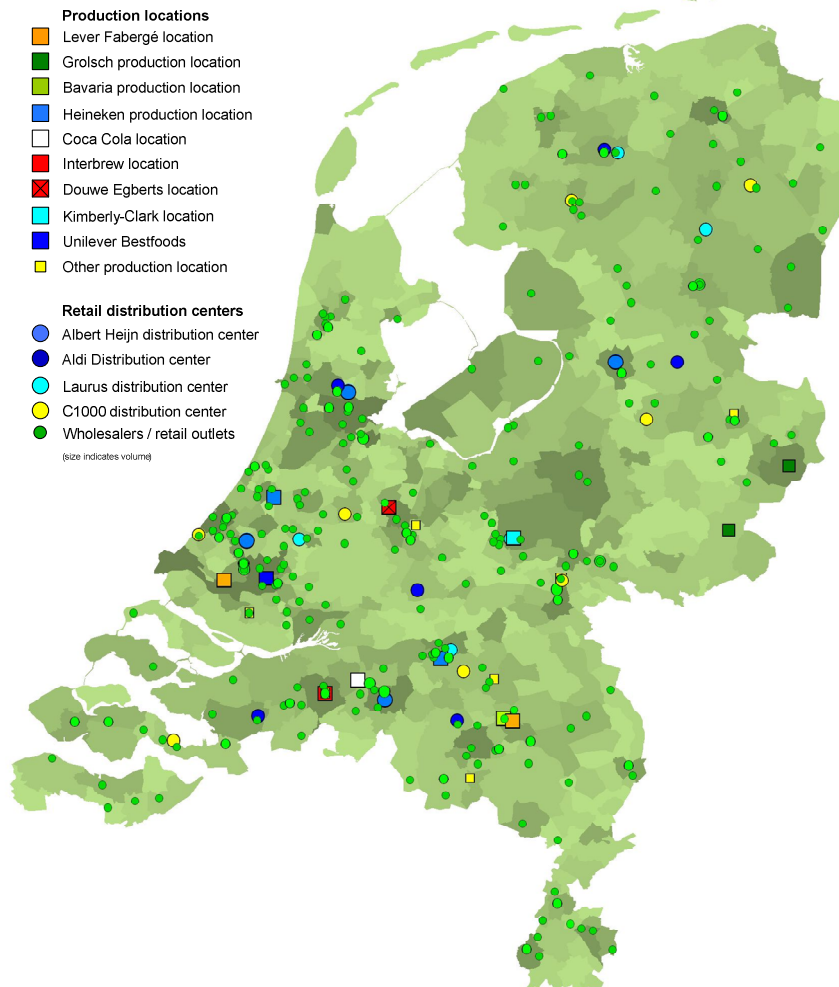 Production locations
Lever Fabergé location
Grolsch production location
Bavaria production location
Heineken production location
Coca Cola location
Interbrew location
Douwe Egberts location
Kimberly-Clark location
Unilever Bestfoods
Other production location
Retail distribution centers
Albert Heijn distribution center
Aldi Distribution center
Laurus distribution center
C1000 distribution center
Wholesalers / retail outlets
(size indicates volume)